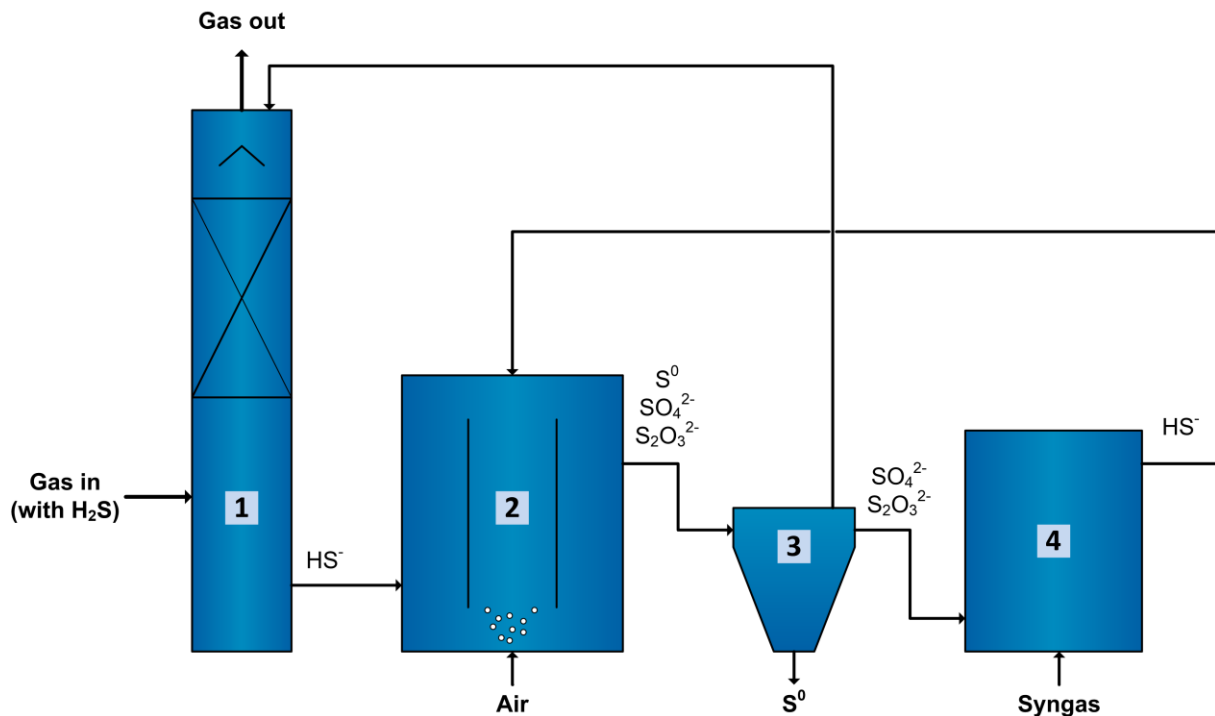 Gas out
Gas in
(with H₂S)
1
HS⁻
2
Air
S⁰
SO₄²⁻
S₂O₃²⁻
3
S⁰
SO₄²⁻
S₂O₃²⁻
4
Syngas
HS⁻